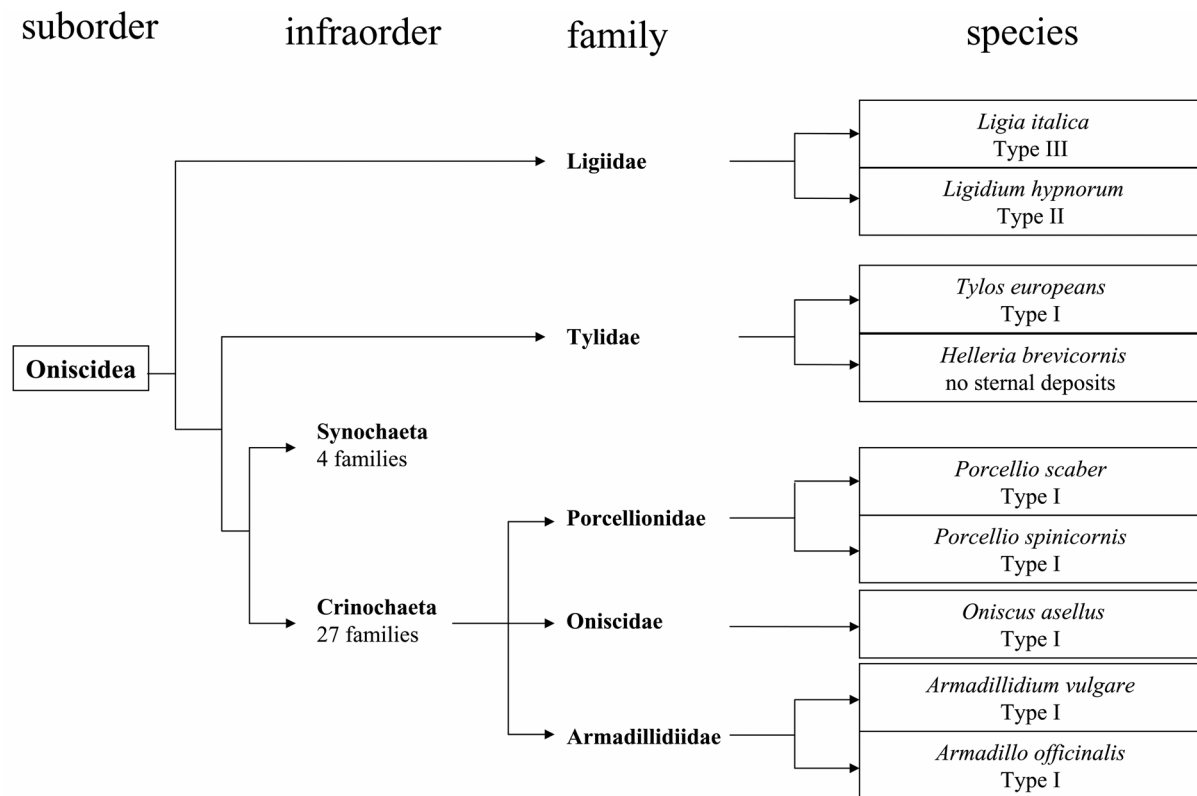 suborder
infraorder
family
species
Ligiidae
Ligia italica
Type III
Ligidium hypnorum
Type II
Tylidae
Tylos europeans
Type I
Helleria brevicornis
no sternal deposits
Oniscidea
Synochaeta
4 families
Porcellionidae
Porcellio scaber
Type I
Porcellio spinicornis
Type I
Crinochaeta
27 families
Oniscidae
Oniscus asellus
Type I
Armadillidiidae
Armadillidium vulgare
Type I
Armadillo officinalis
Type I